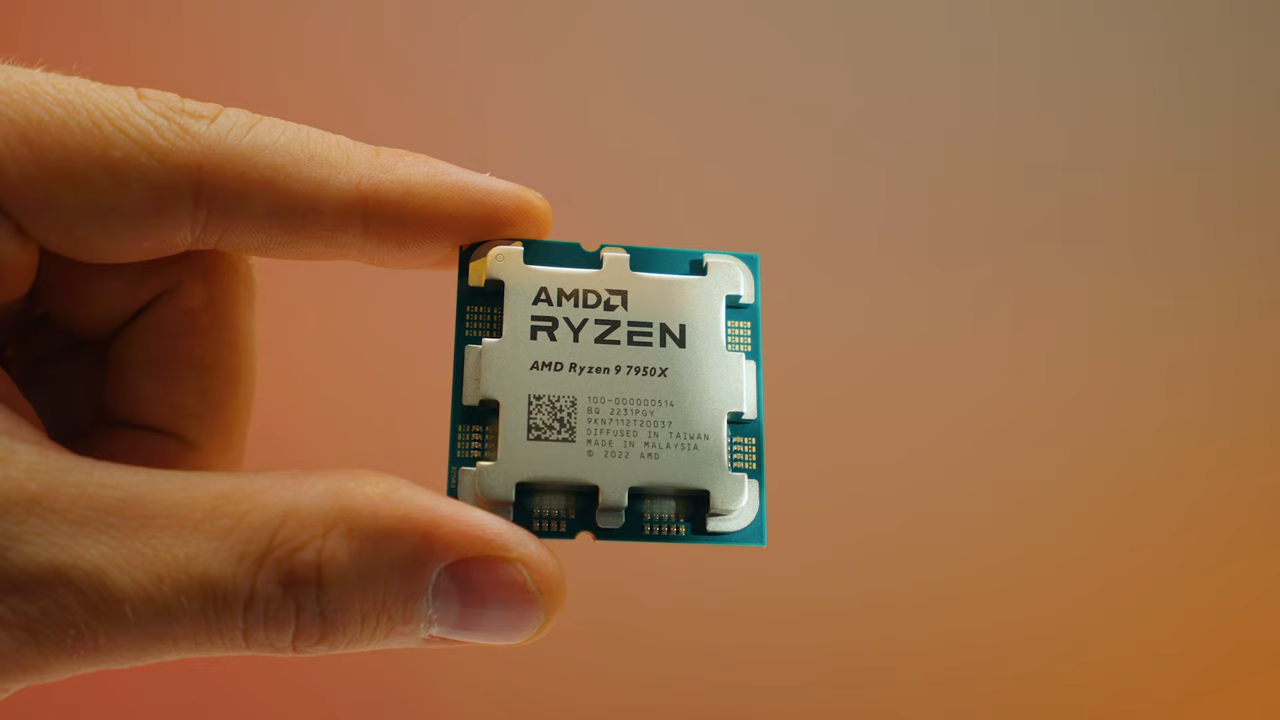 AMD
RYZEN
AMD Ryzen 9 7950X
100-000000514
BQ 2231PGY
9KN7112T20037
DIFFUSED IN TAIWAN
MADE IN MALAYSIA
© 2022 AMD